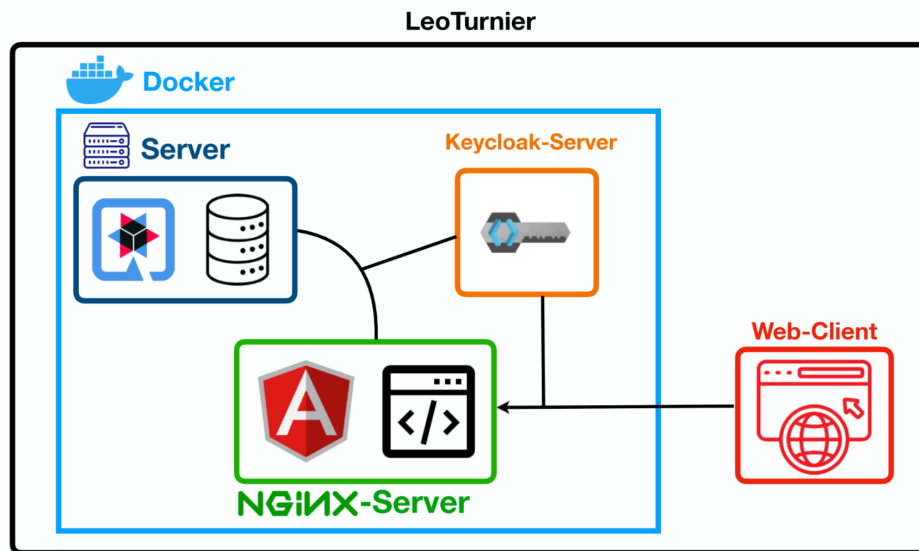 LeoTurnier
Docker
Server
Keycloak-Server
Web-Client
NGiNX-Server